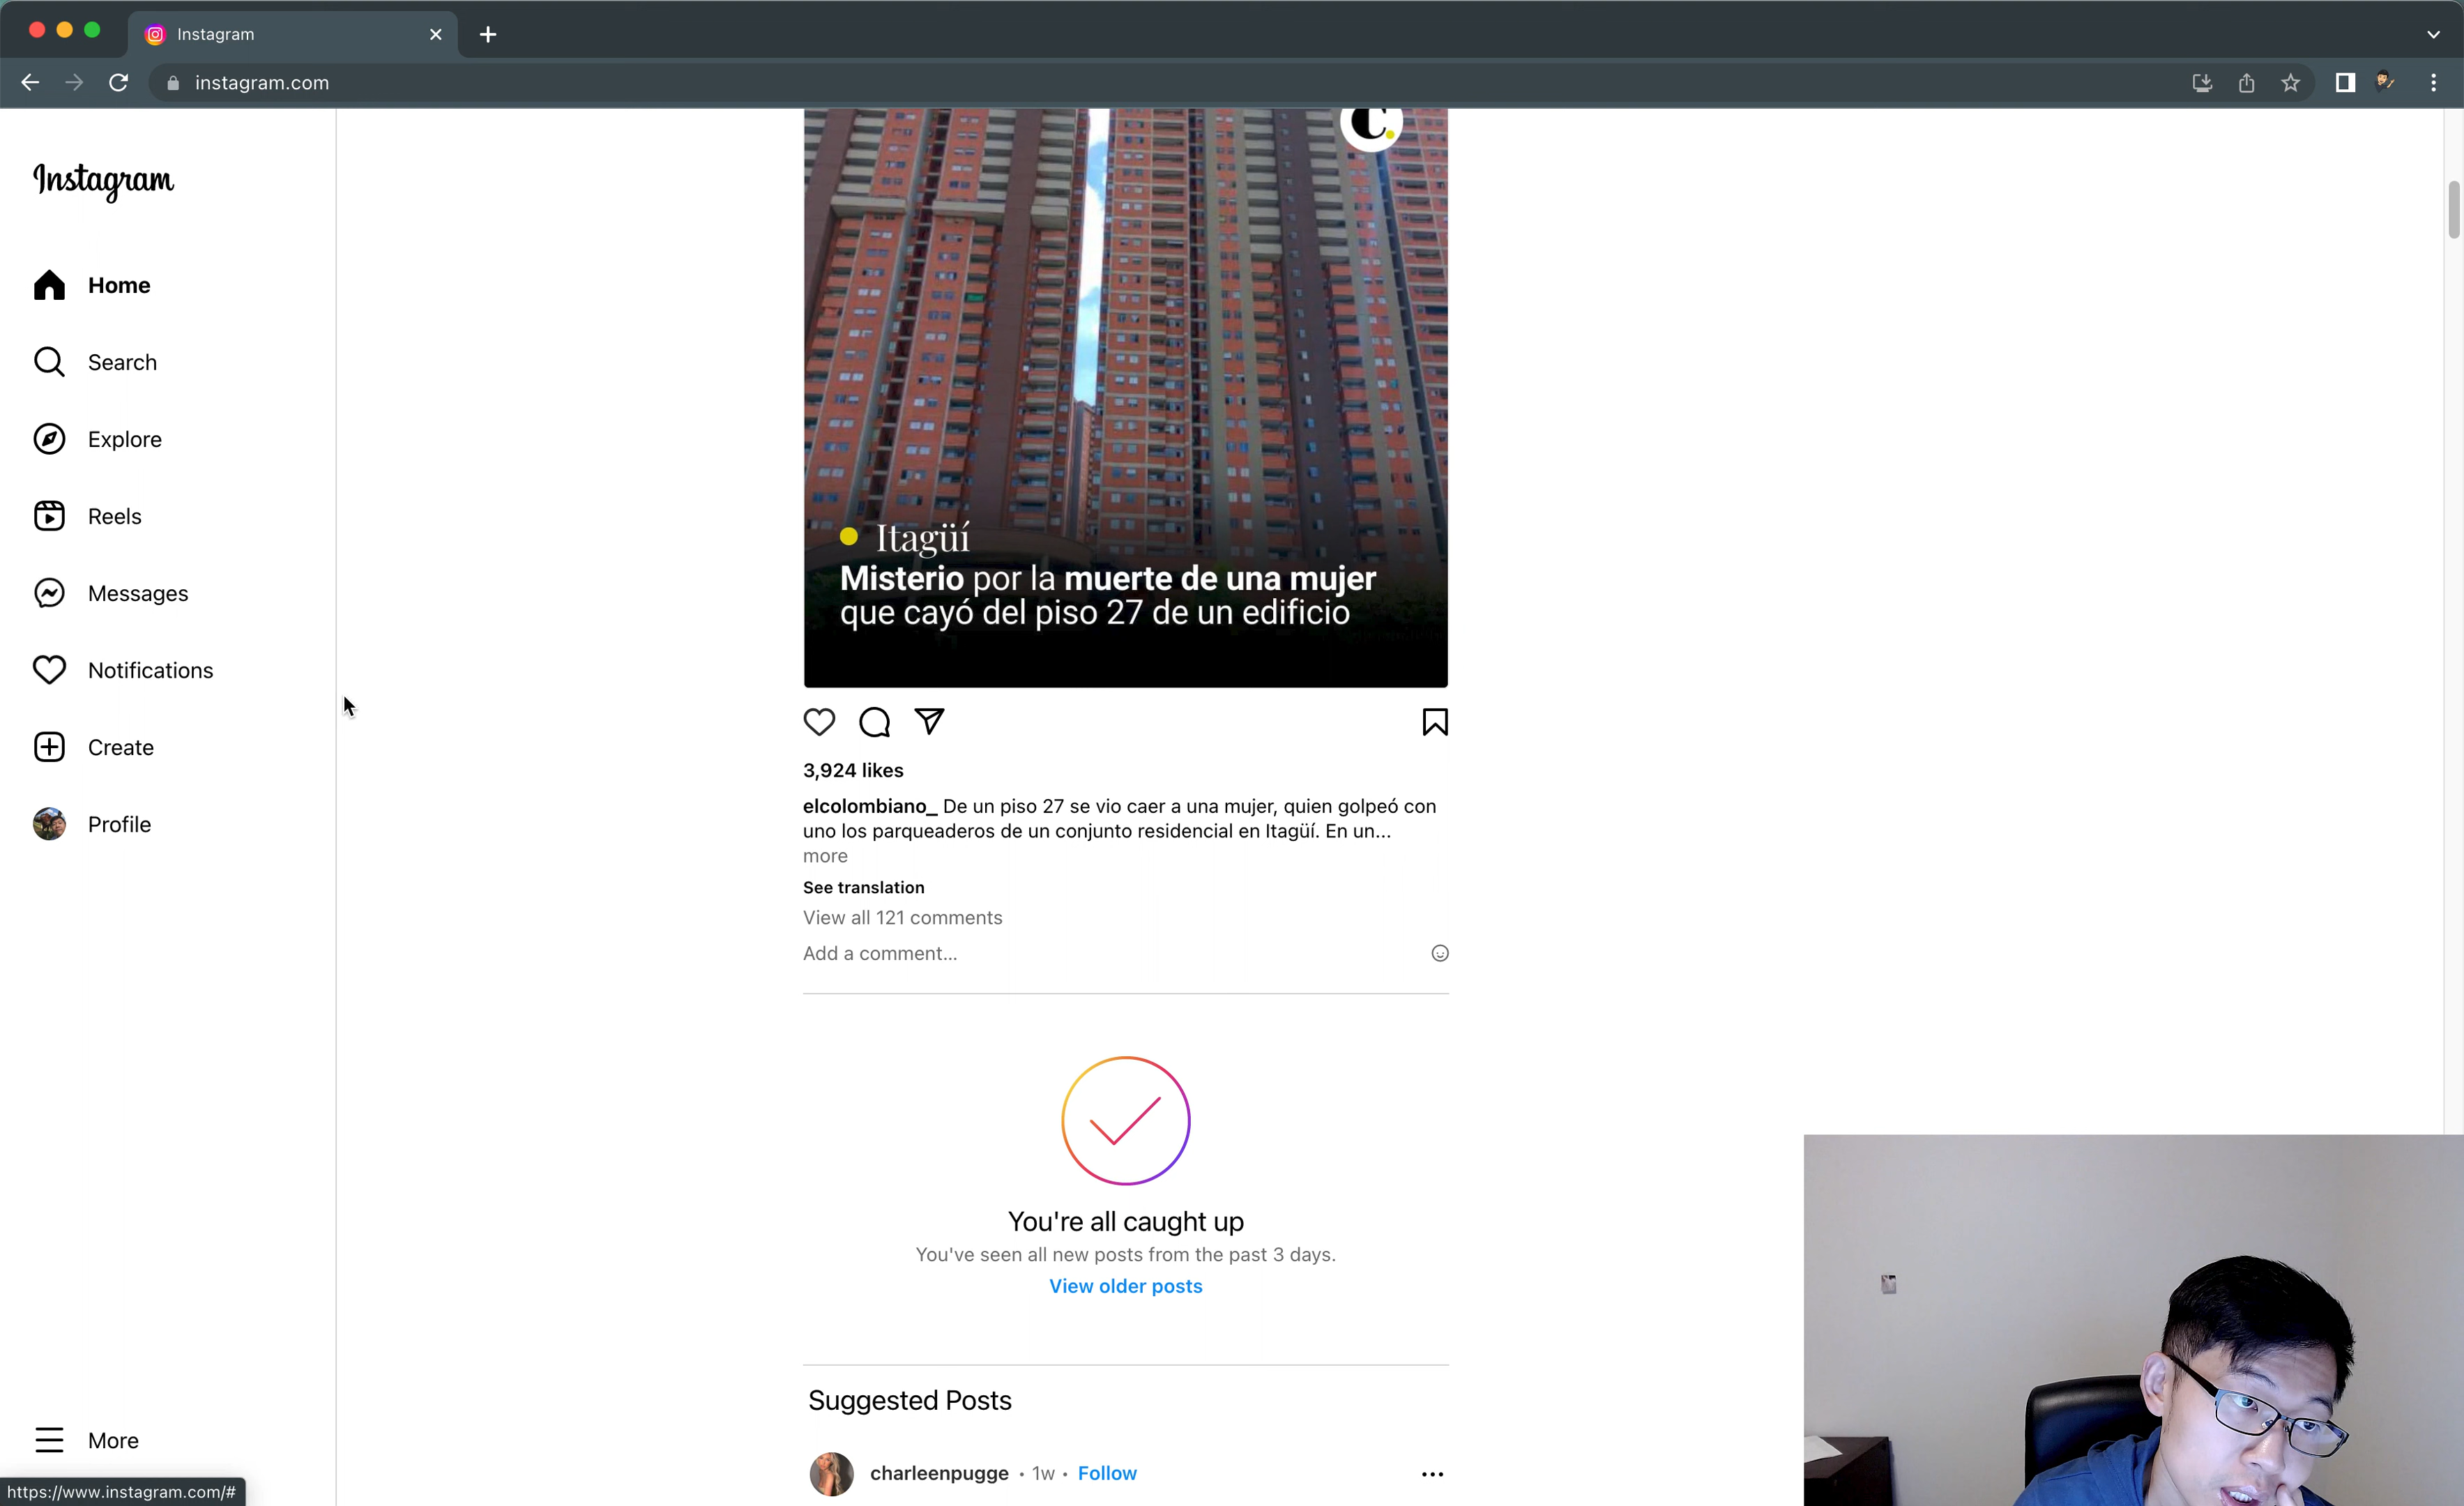 Instagram
instagram.com
Instagram
Home
Search
Explore
Reels
Messages
Notifications
Create
Profile
More
https://www.instagram.com/#
C.
Itagüí
Misterio por la muerte de una mujer
que cayó del piso 27 de un edificio
3,924 likes
elcolombiano_ De un piso 27 se vio caer a una mujer, quien golpeó con
uno los parqueaderos de un conjunto residencial en Itagüí. En un...
more
See translation
View all 121 comments
Add a comment...
You're all caught up
You've seen all new posts from the past 3 days.
View older posts
Suggested Posts
charleenpugge • 1w • Follow